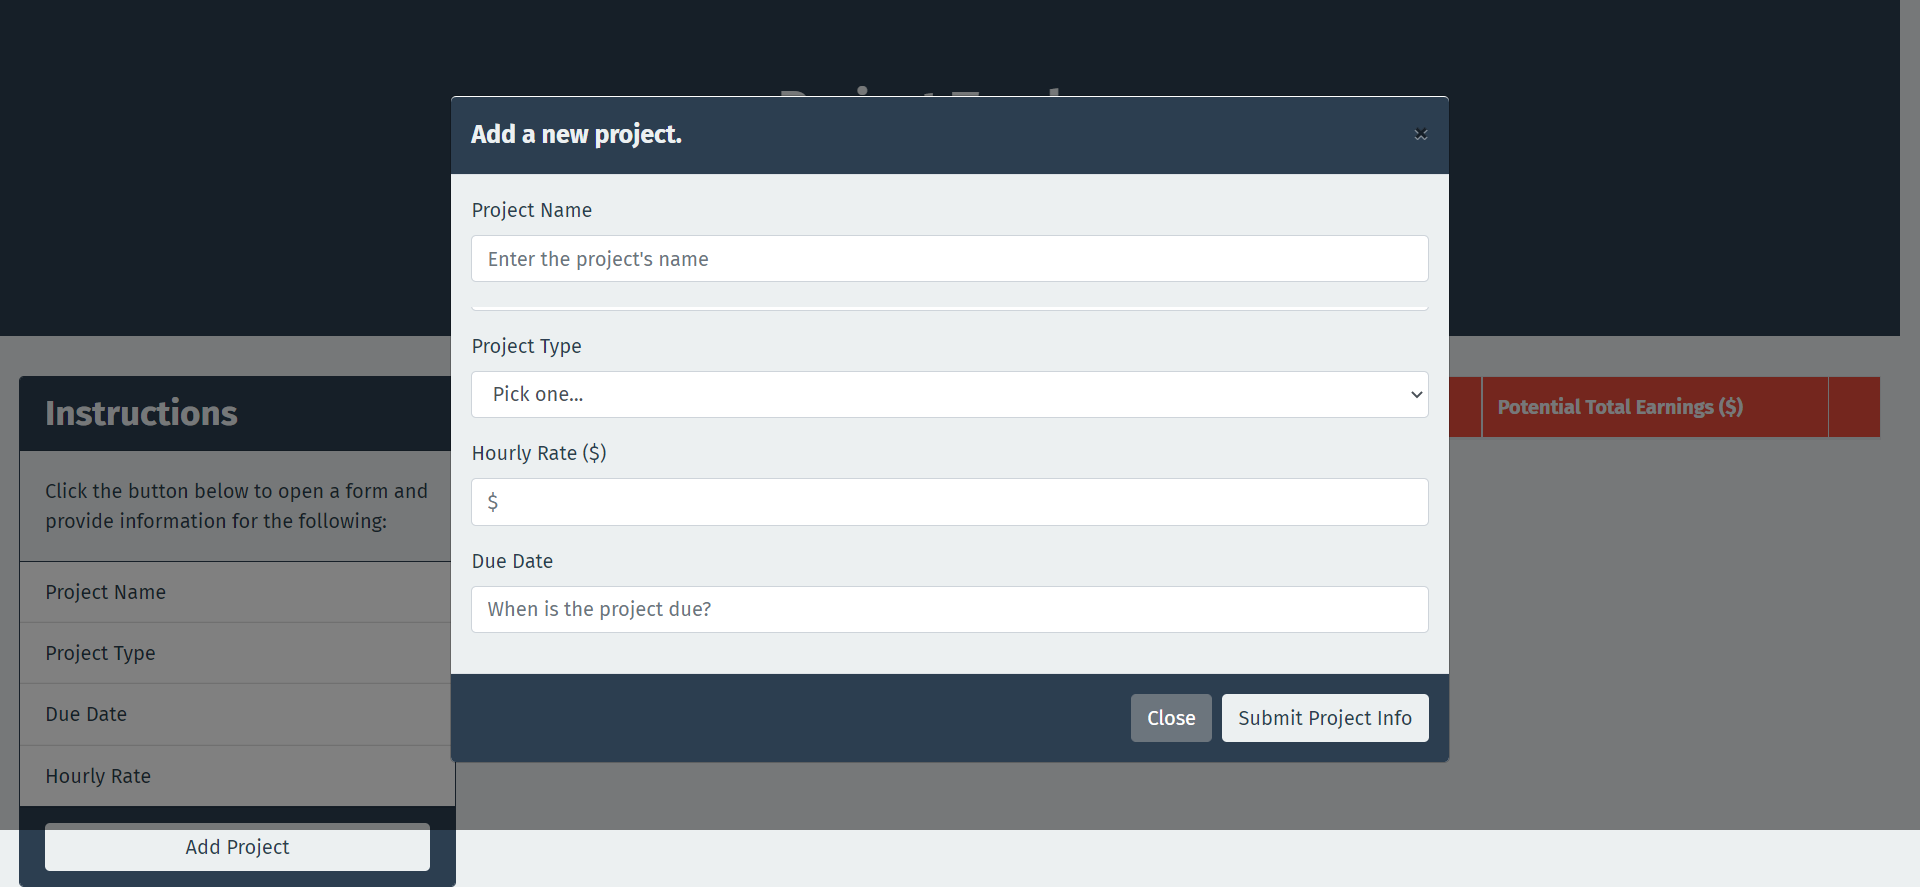 Add a new project.
×
Project Name
Enter the project's name
Project Type
Pick one...
Hourly Rate ($)
$
Due Date
When is the project due?
Close
Submit Project Info
Instructions
Click the button below to open a form and
provide information for the following:
Project Name
Project Type
Due Date
Hourly Rate
Add Project
Potential Total Earnings ($)